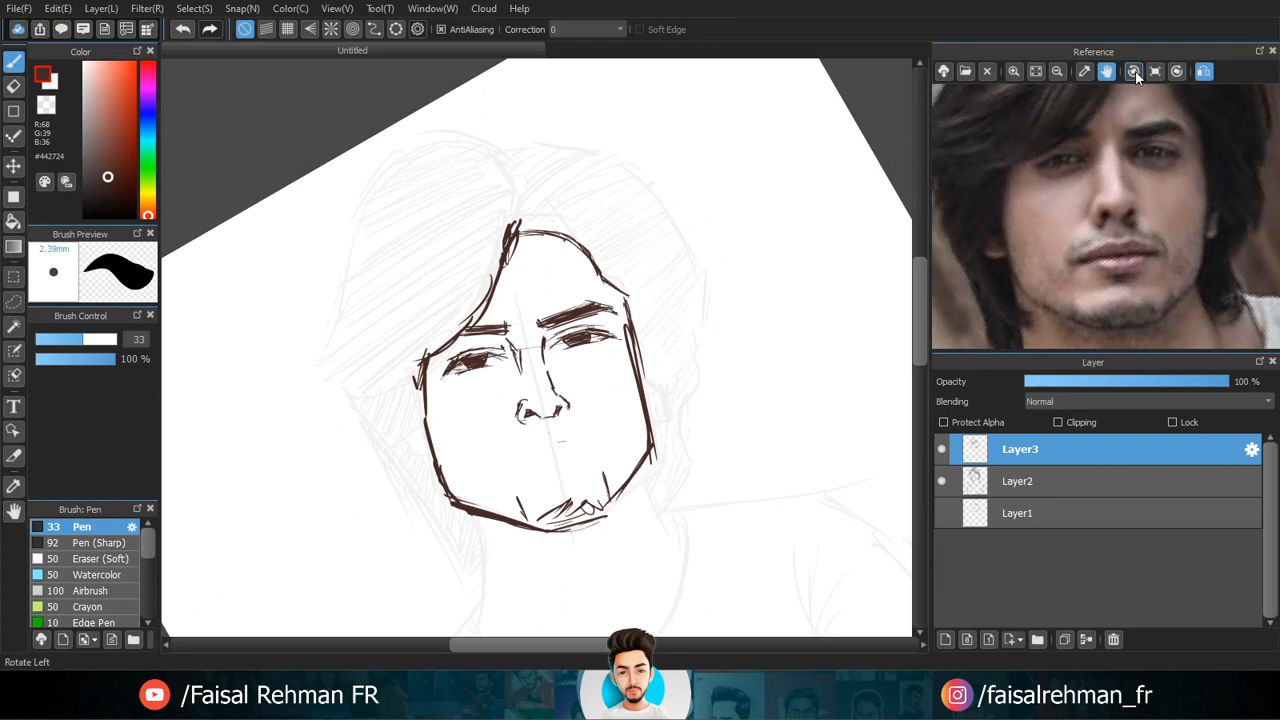 File(F) Edit(E) Layer(L) Filter(R) Select(S) Snap(N) Color(C) View(V) Tool(T) Window(W) Cloud Help
AntiAliasing Correction 0 Soft Edge
Untitled
Color
R:68
G:39
B:36
#442724
Brush Preview
2.39mm
Brush Control
33
100 %
Brush: Pen
33 Pen
92 Pen (Sharp)
50 Eraser (Soft)
50 Watercolor
100 Airbrush
50 Crayon
10 Edge Pen
Reference
Layer
Opacity 100 %
Blending Normal
Protect Alpha Clipping Lock
Layer3
Layer2
Layer1
Rotate Left
/Faisal Rehman FR
/faisalrehman_fr